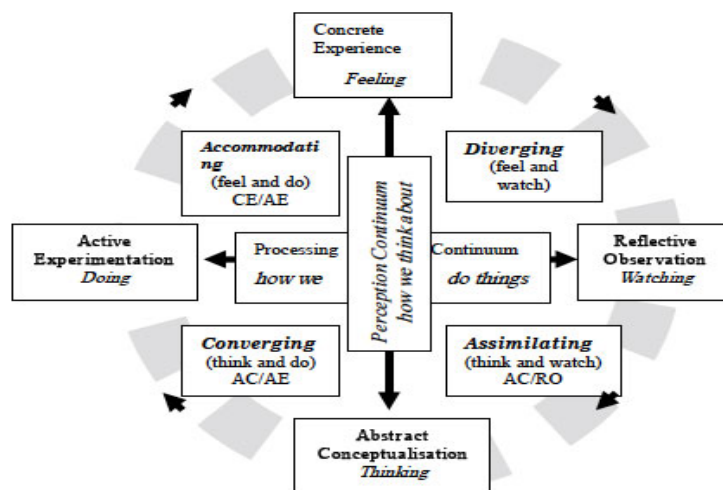 Concrete
Experience
Feeling
Accommodati
ng
(feel and do)
CE/AE
Diverging
(feel and
watch)
Active
Experimentation
Doing
Processing
how we
Perception Continuum
how we think about
Continuum
do things
Reflective
Observation
Watching
Converging
(think and do)
AC/AE
Assimilating
(think and watch)
AC/RO
Abstract
Conceptualisation
Thinking